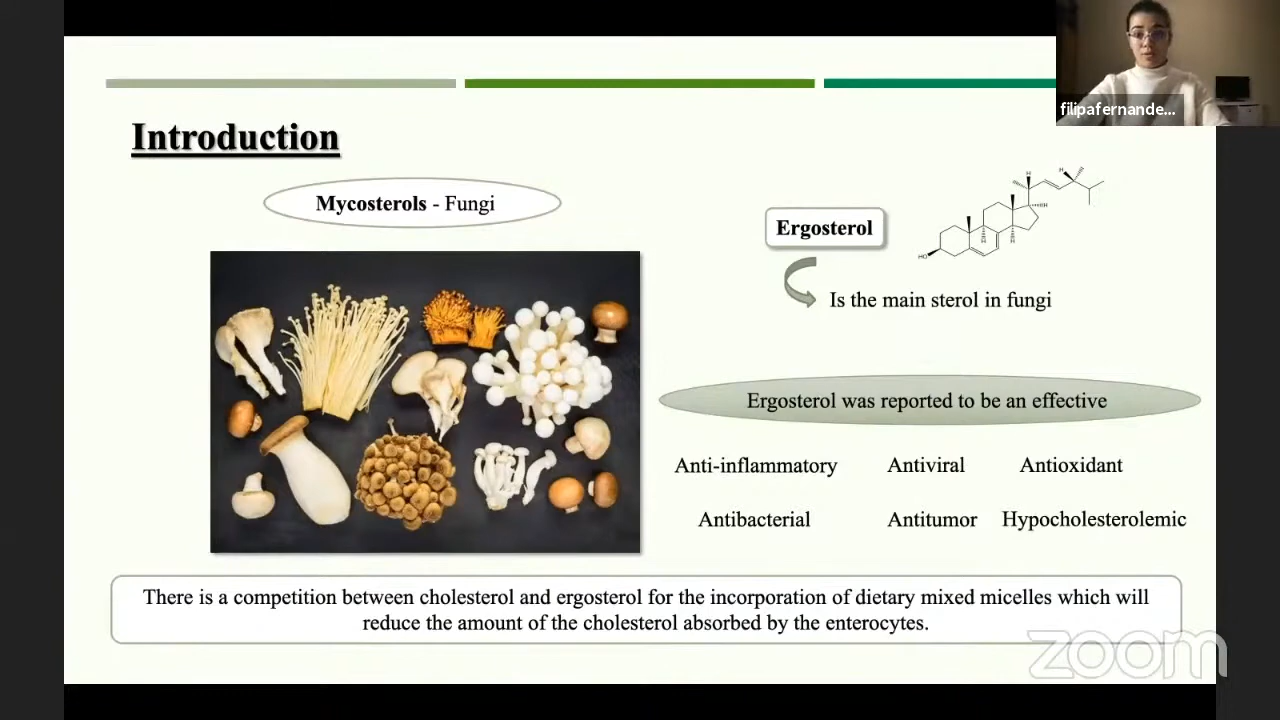 filipafernande...
Introduction
Mycosterols - Fungi
Ergosterol
H
H
H
H
H
HO
Is the main sterol in fungi
Ergosterol was reported to be an effective
Anti-inflammatory Antiviral Antioxidant
Antibacterial Antitumor Hypocholesterolemic
There is a competition between cholesterol and ergosterol for the incorporation of dietary mixed micelles which will
reduce the amount of the cholesterol absorbed by the enterocytes.
zoom